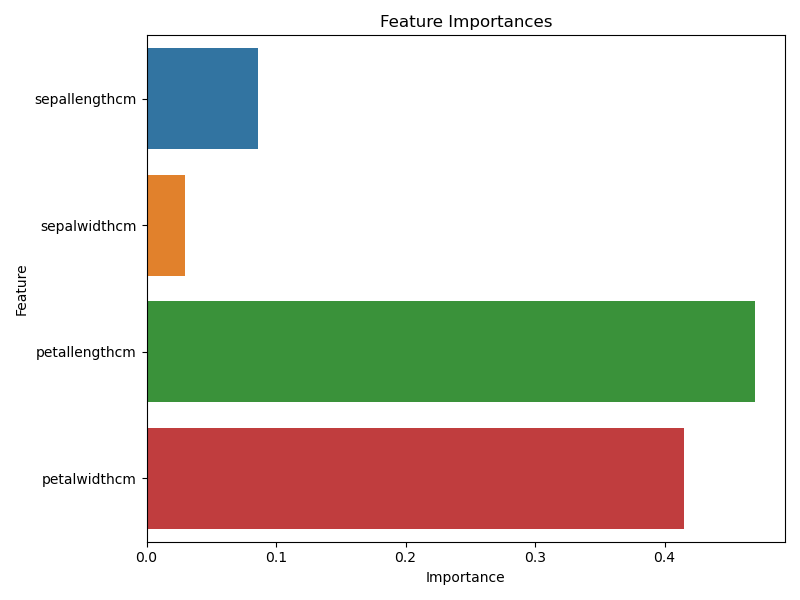 Feature Importances
sepallengthcm
sepalwidthcm
petallengthcm
petalwidthcm
Feature
0.0 0.1 0.2 0.3 0.4
Importance